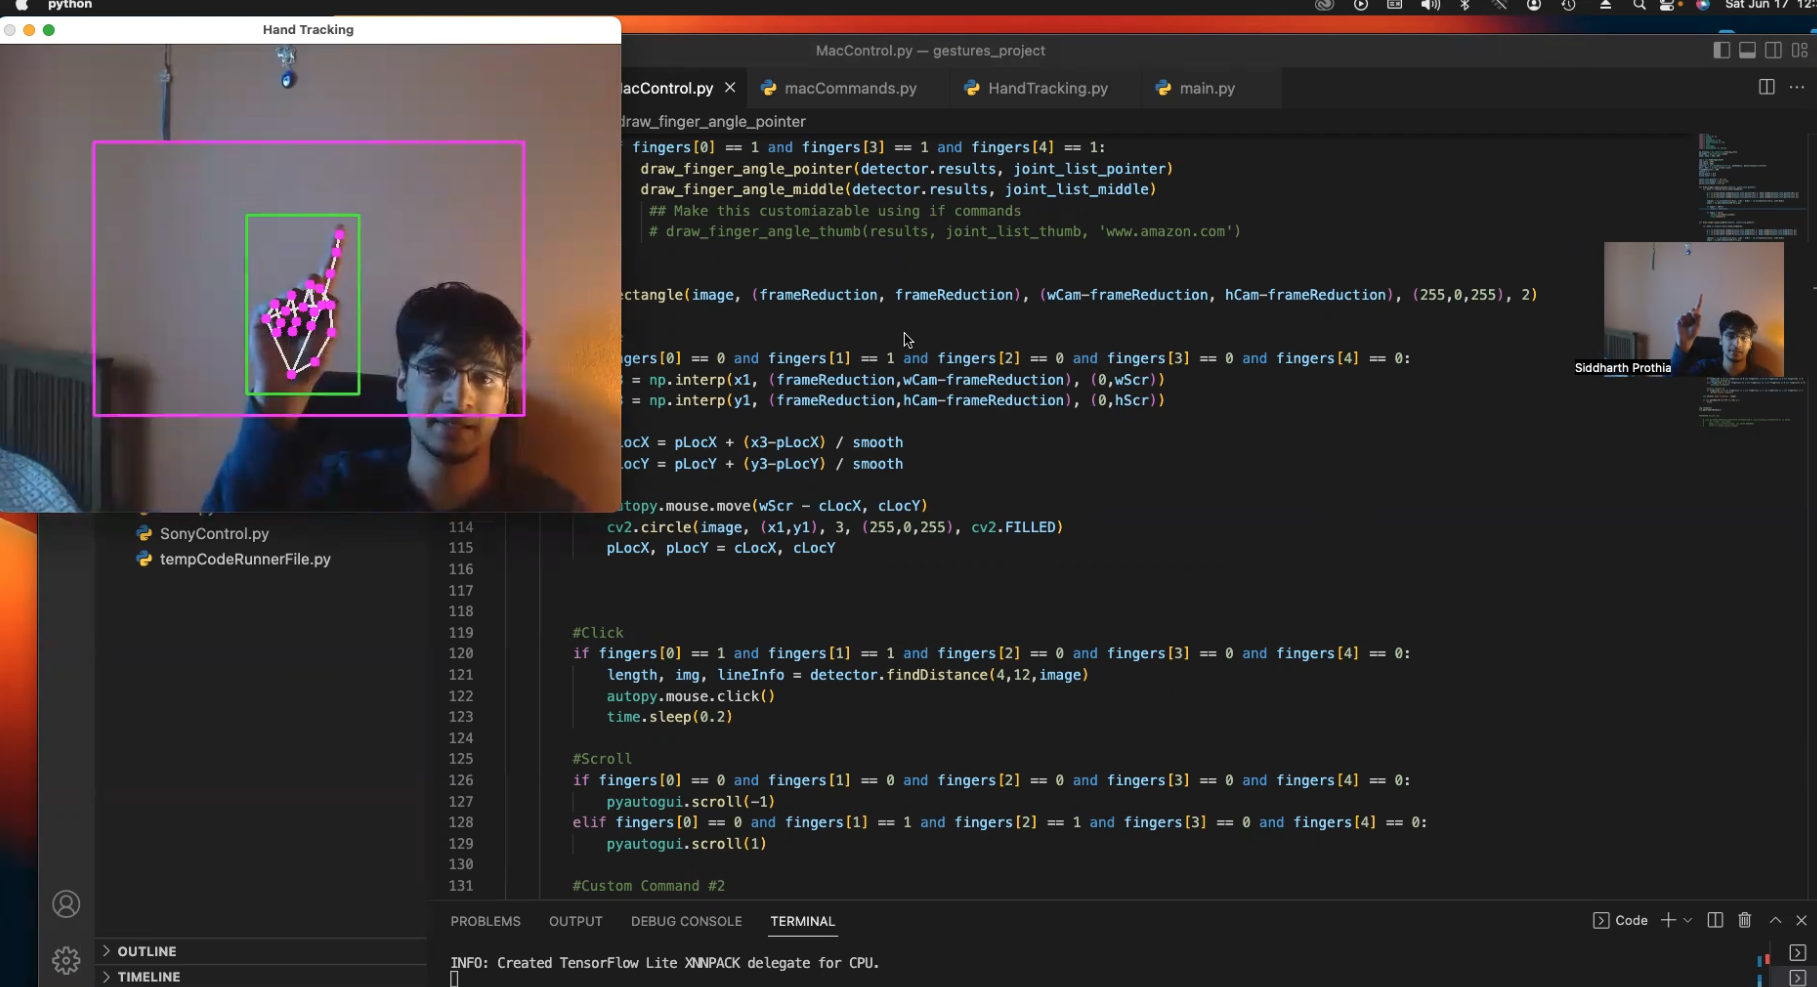 python
Sat Jun 17 12:
Hand Tracking
MacControl.py — gestures_project
acControl.py
macCommands.py
HandTracking.py
main.py
draw_finger_angle_pointer
fingers[0] == 1 and fingers[3] == 1 and fingers[4] == 1:
draw_finger_angle_pointer(detector.results, joint_list_pointer)
draw_finger_angle_middle(detector.results, joint_list_middle)
## Make this customiazable using if commands
# draw_finger_angle_thumb(results, joint_list_thumb, 'www.amazon.com')
ectangle(image, (frameReduction, frameReduction), (wCam-frameReduction, hCam-frameReduction), (255,0,255), 2)
ngers[0] == 0 and fingers[1] == 1 and fingers[2] == 0 and fingers[3] == 0 and fingers[4] == 0:
= np.interp(x1, (frameReduction,wCam-frameReduction), (0,wScr))
= np.interp(y1, (frameReduction,hCam-frameReduction), (0,hScr))
Siddharth Prothia
LocX = pLocX + (x3-pLocX) / smooth
LocY = pLocY + (y3-pLocY) / smooth
utopy.mouse.move(wScr - cLocX, cLocY)
114 cv2.circle(image, (x1,y1), 3, (255,0,255), cv2.FILLED)
115 pLocX, pLocY = cLocX, cLocY
116
117
118
119 #Click
120 if fingers[0] == 1 and fingers[1] == 1 and fingers[2] == 0 and fingers[3] == 0 and fingers[4] == 0:
121 length, img, lineInfo = detector.findDistance(4,12,image)
122 autopy.mouse.click()
123 time.sleep(0.2)
124
125 #Scroll
126 if fingers[0] == 0 and fingers[1] == 0 and fingers[2] == 0 and fingers[3] == 0 and fingers[4] == 0:
127 pyautogui.scroll(-1)
128 elif fingers[0] == 0 and fingers[1] == 1 and fingers[2] == 1 and fingers[3] == 0 and fingers[4] == 0:
129 pyautogui.scroll(1)
130
131 #Custom Command #2
SonyControl.py
tempCodeRunnerFile.py
OUTLINE
TIMELINE
PROBLEMS OUTPUT DEBUG CONSOLE TERMINAL
Code
INFO: Created TensorFlow Lite XNNPACK delegate for CPU.